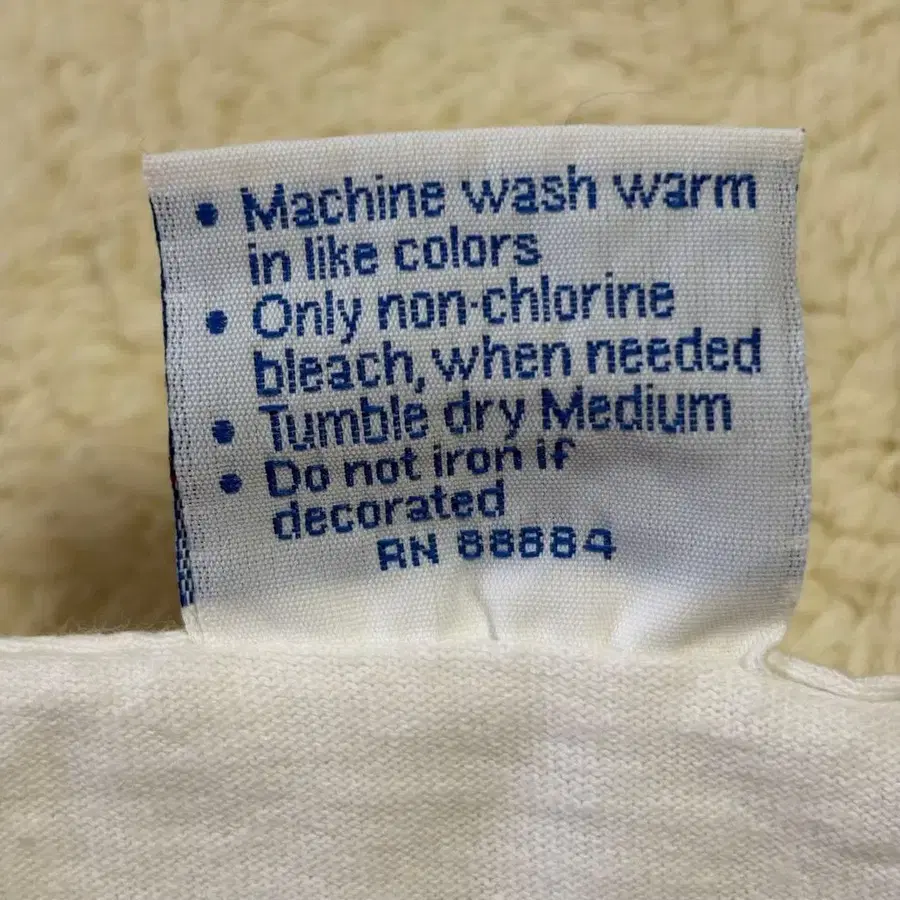 • Machine wash warm
in like colors
• Only non-chlorine
bleach, when needed
• Tumble dry Medium
• Do not iron if
decorated
RN 88884